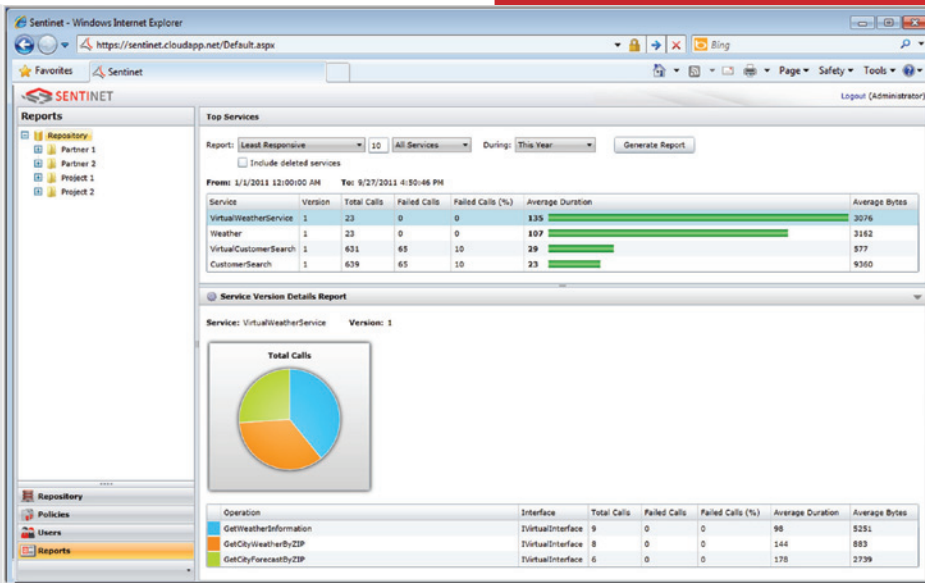 Sentinet - Windows Internet Explorer
https://sentinet.cloudapp.net/Default.aspx
Bing
Favorites
Sentinet
Page
Safety
Tools
SENTINET
Logout (Administrator)
Reports
Repository
Partner 1
Partner 2
Project 1
Project 2
Repository
Policies
Users
Reports
Top Services
Report: Least Responsive 10 All Services During: This Year Generate Report
Include deleted services
From: 1/1/2011 12:00:00 AM To: 9/27/2011 4:50:46 PM
Service Version Total Calls Failed Calls Failed Calls (%) Average Duration Average Bytes
VirtualWeatherService 1 23 0 0 135 3076
Weather 1 23 0 0 107 3162
VirtualCustomerSearch 1 631 65 10 29 577
CustomerSearch 1 639 65 10 23 9360
Service Version Details Report
Service: VirtualWeatherService Version: 1
Total Calls
Operation Interface Total Calls Failed Calls Failed Calls (%) Average Duration Average Bytes
GetWeatherInformation IVirtualInterface 9 0 0 98 5251
GetCityWeatherByZIP IVirtualInterface 8 0 0 144 883
GetCityForecastByZIP IVirtualInterface 6 0 0 178 2739